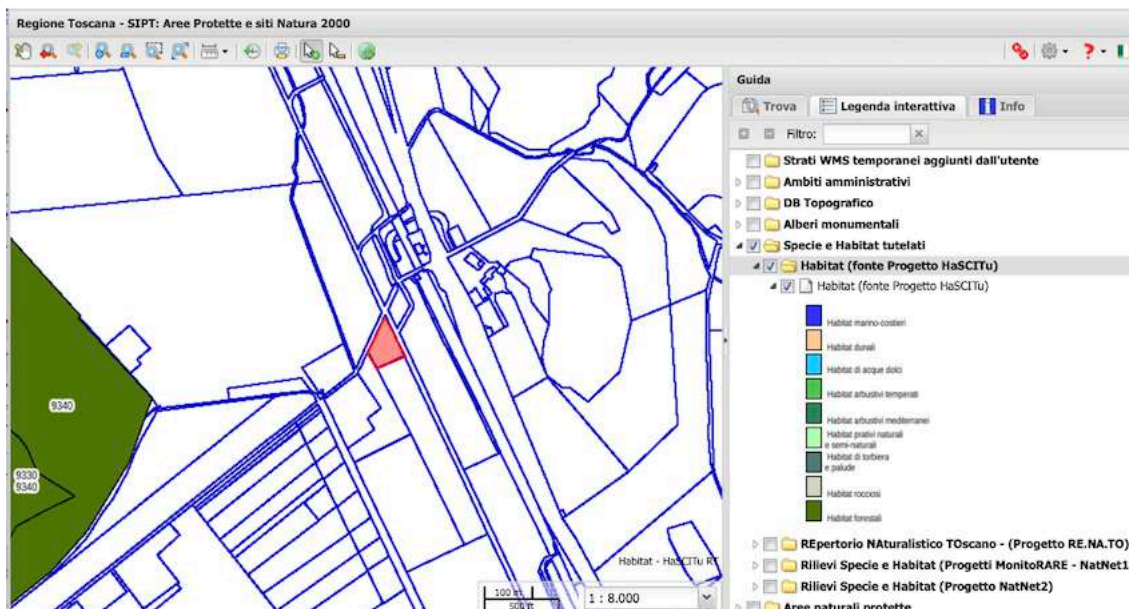 Regione Toscana - SIPT: Aree Protette e siti Natura 2000
Guida
Trova
Legenda interattiva
Info
Filtro:
Strati WMS temporanei aggiunti dall'utente
Ambiti amministrativi
DB Topografico
Alberi monumentali
Specie e Habitat tutelati
Habitat (fonte Progetto HaSCITu)
Habitat (fonte Progetto HaSCITu)
Habitat marino-costieri
Habitat dunali
Habitat di acque dolci
Habitat arbustivi temperati
Habitat arbustivi mediterranei
Habitat prativi naturali
e semi-naturali
Habitat di torbiera
e palude
Habitat rocciosi
Habitat forestali
REpertorio NAturalistico TOscano - (Progetto RE.NA.TO)
Rilievi Specie e Habitat (Progetti MonitoRARE - NatNet1
Rilievi Specie e Habitat (Progetto NatNet2)
Aree naturali protette
9340
9330
9340
Habitat - HaSCITu RT
100 m
500 ft
1 : 8.000